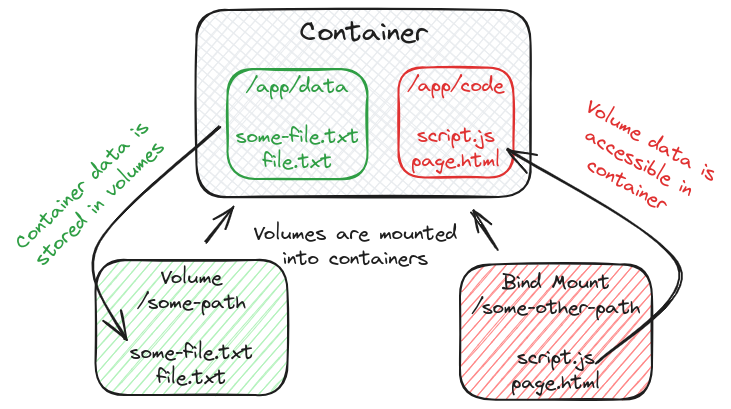 Container
/app/data
some-file.txt
file.txt
/app/code
script.js
page.html
Container data is
stored in volumes
Volume data is
accessible in
container
Volumes are mounted
into containers
Volume
/some-path
some-file.txt
file.txt
Bind Mount
/some-other-path
script.js
page.html